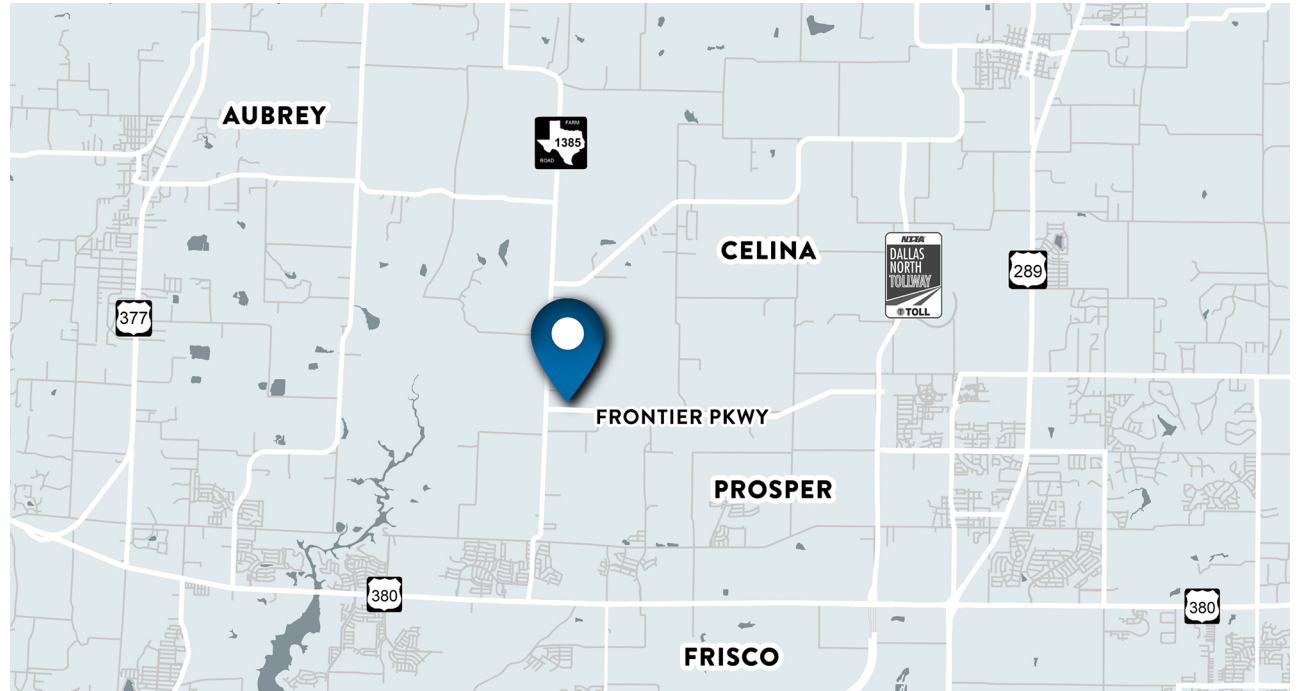 AUBREY
FARM
1385
ROAD
CELINA
NTTA
DALLAS
NORTH
TOLLWAY
TOLL
289
377
FRONTIER PKWY
PROSPER
380
380
FRISCO